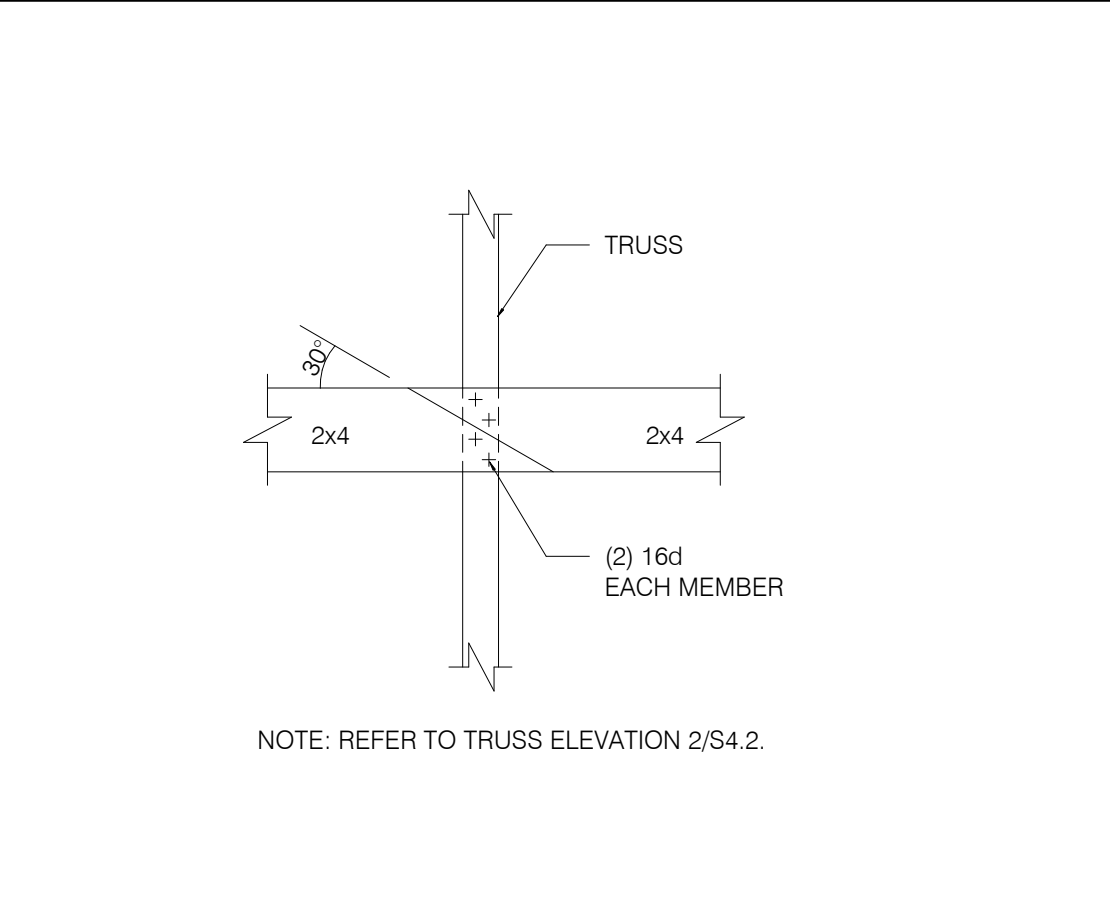 TRUSS
30°
2x4
2x4
(2) 16d
EACH MEMBER
NOTE: REFER TO TRUSS ELEVATION 2/S4.2.